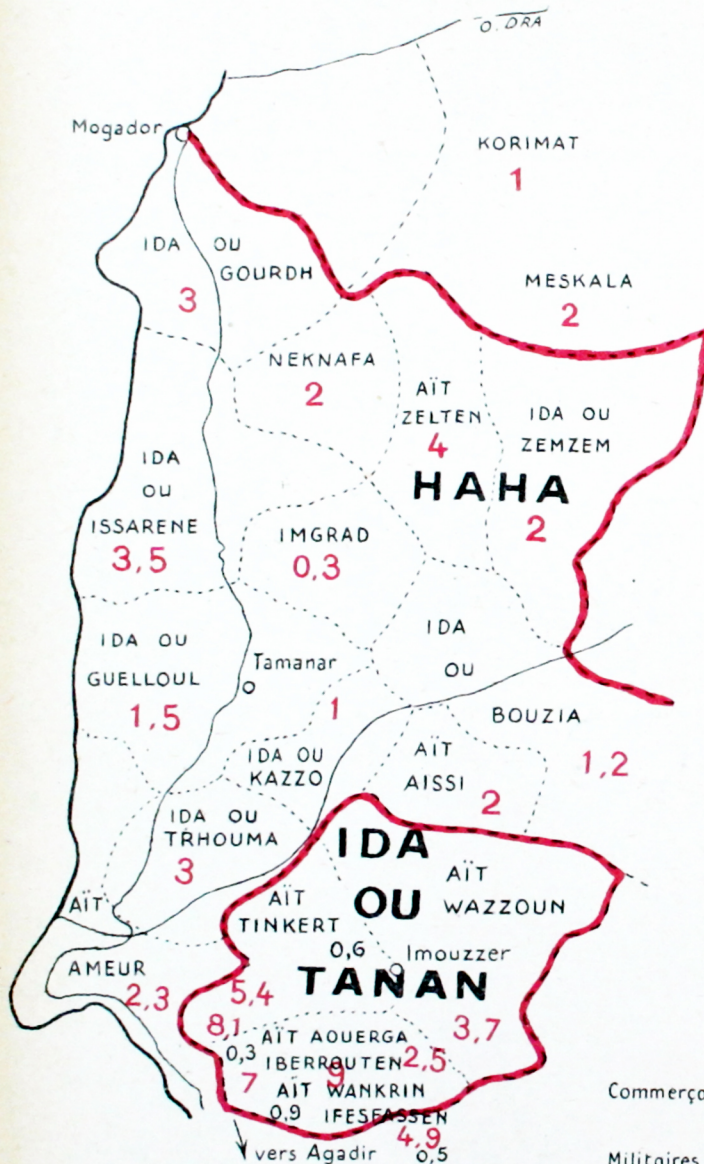 O. DRA
Mogador
KORIMAT
1
IDA OU
GOURDH
3
MESKALA
2
NEKNAFA
2
AÏT
ZELTEN
4
IDA OU
ZEMZEM
HAHA
2
IDA
OU
ISSARENE
3,5
IMGRAD
0,3
IDA OU
GUELLOUL
1,5
Tamanar
1
IDA
OU
BOUZIA
1,2
IDA OU
KAZZO
AÏT
AISSI
2
IDA OU
TRHOUMA
3
IDA
OU
TANAN
AÏT
WAZZOUN
AÏT
TINKERT
0,6
Imouzzer
AÏT
AMEUR
2,3
5,4
3,7
8,1
AÏT AOUERGA
0,3
IBERROUTEN
2,5
7
9
AÏT WANKRIN
0,9
IFESFASSEN
4,9
0,5
vers Agadir
Commerço
Militaires